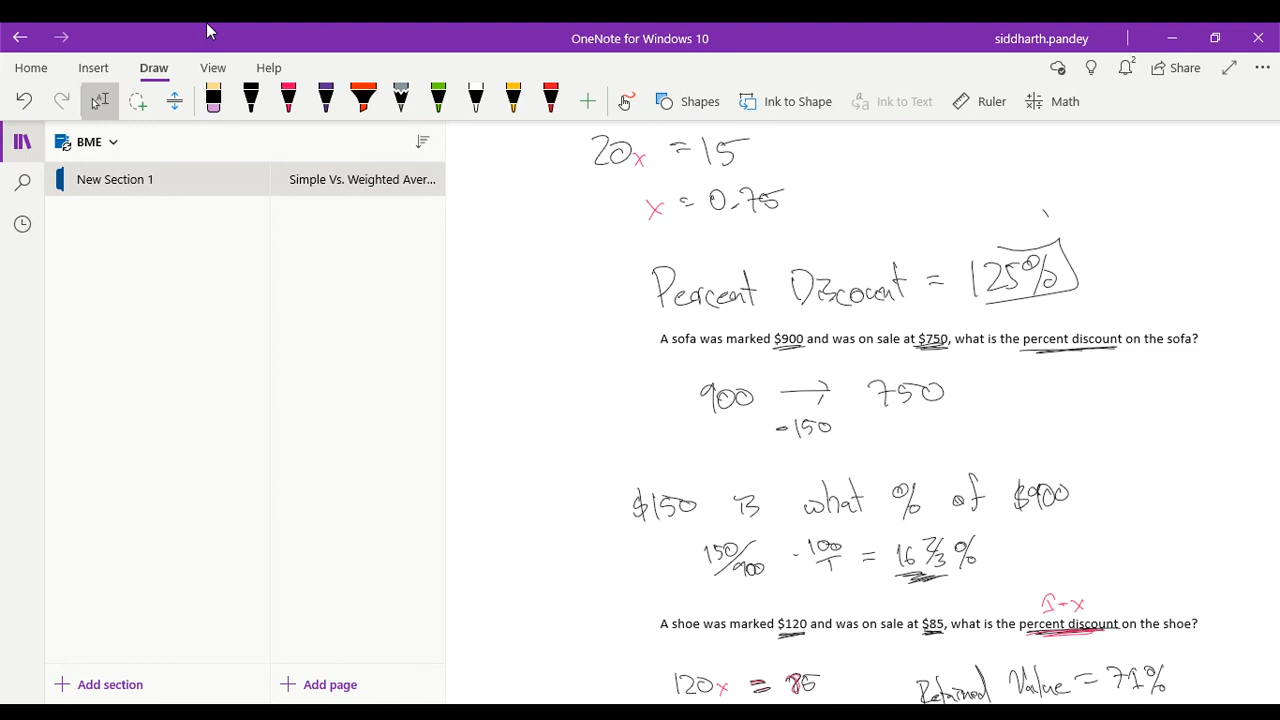 OneNote for Windows 10
siddharth.pandey
Home Insert Draw View Help
2
Share
Shapes Ink to Shape Ink to Text Ruler Math
BME
New Section 1
Simple Vs. Weighted Aver...
20x = 15
x = 0.75
Percent Discount = 25%
A sofa was marked $900 and was on sale at $750, what is the percent discount on the sofa?
900 → 750
-150
$150 is what % of $900
150/900 · 100/1 = 16 2/3 %
1-x
A shoe was marked $120 and was on sale at $85, what is the percent discount on the shoe?
120x = 85
Retained Value = 71%
Add section
Add page